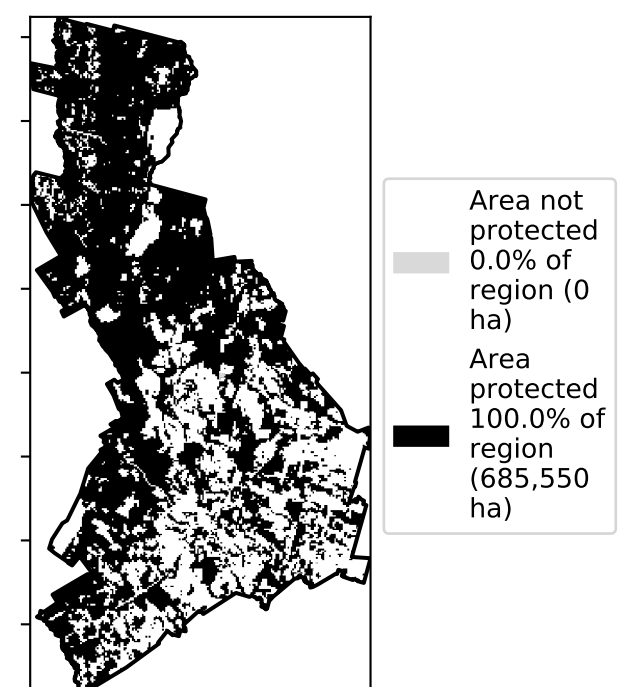 Area not
protected
0.0% of
region (0
ha)
Area
protected
100.0% of
region
(685,550
ha)